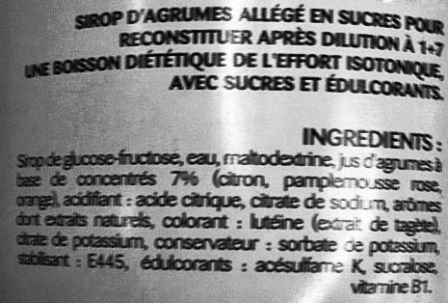 SIROP D'AGRUMES ALLÉGÉ EN SUCRES POUR
RECONSTITUER APRÈS DILUTION À 1+7
UNE BOISSON DIÉTÉTIQUE DE L'EFFORT ISOTONIQUE
AVEC SUCRES ET ÉDULCORANTS.
INGREDIENTS :
Sirop de glucose-fructose, eau, maltodextrine, jus d'agrumes à
base de concentrés 7% (citron, pamplemousse rose,
orange), acidifiant : acide citrique, citrate de sodium, arômes
dont extraits naturels, colorant : lutéine (extrait de tagète),
citrate de potassium, conservateur : sorbate de potassium,
stabilisant : E445, édulcorants : acésulfame K, sucralose,
vitamine B1.